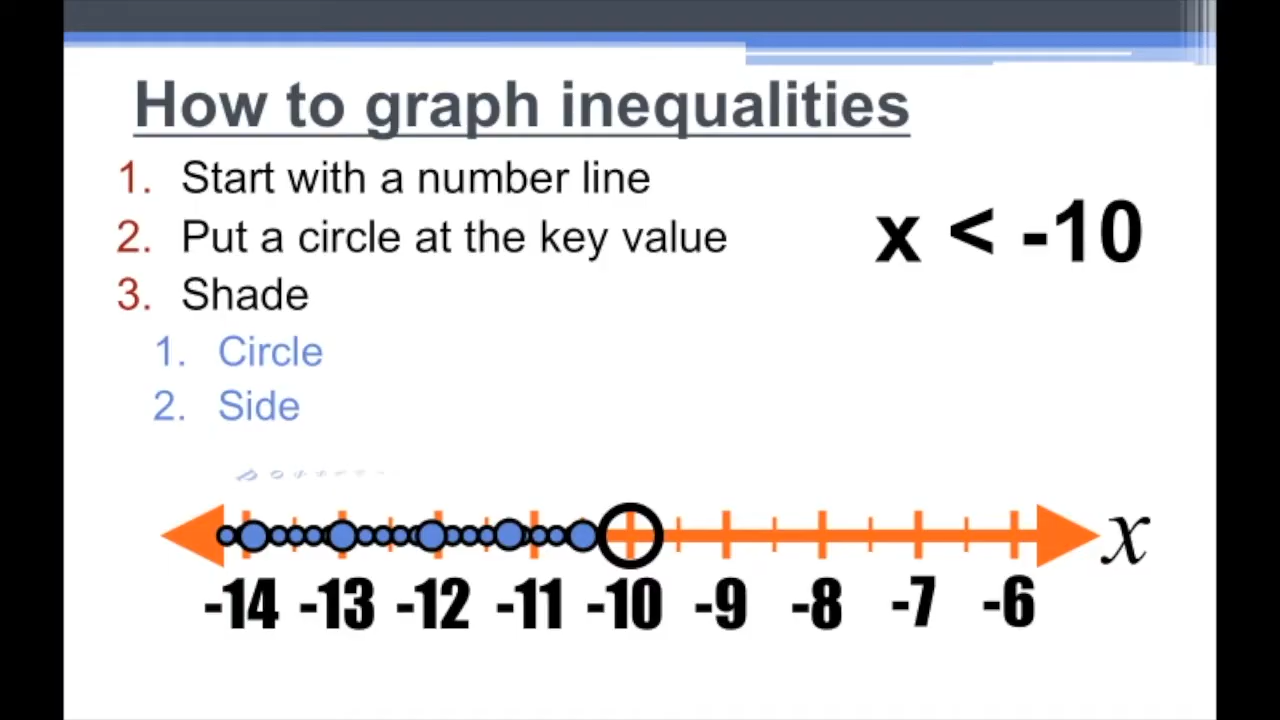 How to graph inequalities
1. Start with a number line
2. Put a circle at the key value
3. Shade
1. Circle
2. Side
x < -10
x
-14 -13 -12 -11 -10 -9 -8 -7 -6